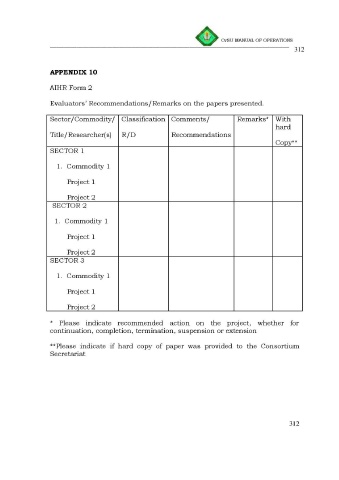 CvSU MANUAL OF OPERATIONS
312
APPENDIX 10
AIHR Form 2
Evaluators' Recommendations/Remarks on the papers presented.
Sector/Commodity/ Classification Comments/ Remarks* With
hard
Title/Researcher(s) R/D Recommendations
Copy**
SECTOR 1
1. Commodity 1
Project 1
Project 2
SECTOR 2
1. Commodity 1
Project 1
Project 2
SECTOR 3
1. Commodity 1
Project 1
Project 2
* Please indicate recommended action on the project, whether for
continuation, completion, termination, suspension or extension
**Please indicate if hard copy of paper was provided to the Consortium
Secretariat
312